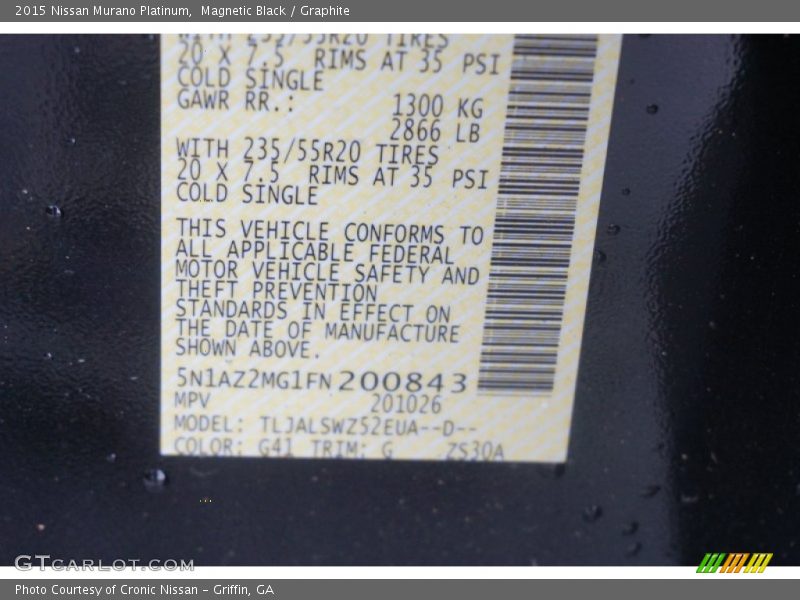 2015 Nissan Murano Platinum,  Magnetic Black / Graphite
WITH 235/55R20 TIRES
20 X 7.5  RIMS AT 35 PSI
COLD SINGLE
GAWR RR.:  1300 KG
2866 LB
WITH 235/55R20 TIRES
20 X 7.5  RIMS AT 35 PSI
COLD SINGLE
THIS VEHICLE CONFORMS TO
ALL APPLICABLE FEDERAL
MOTOR VEHICLE SAFETY AND
THEFT PREVENTION
STANDARDS IN EFFECT ON
THE DATE OF MANUFACTURE
SHOWN ABOVE.
5N1AZ2MG1FN200843
MPV  201026
MODEL: TLJALSWZ52EUA--D--
COLOR: G41 TRIM: G  ZS30A
GTCARLOT.COM
Photo Courtesy of Cronic Nissan – Griffin, GA